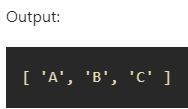 Output:
[ 'A', 'B', 'C' ]